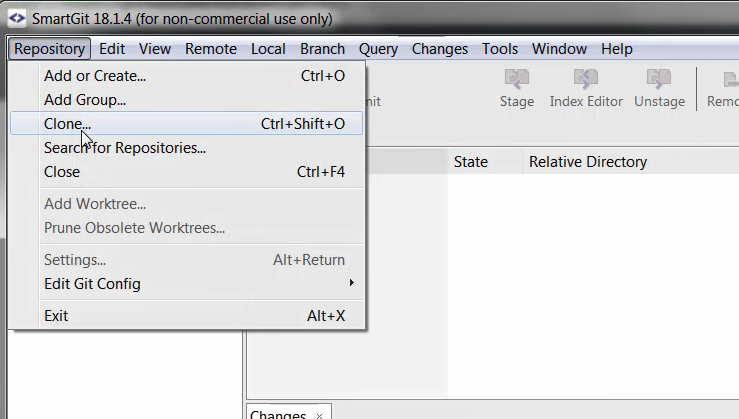 SmartGit 18.1.4 (for non-commercial use only)
Repository Edit View Remote Local Branch Query Changes Tools Window Help
Add or Create... Ctrl+O
Add Group...
Clone... Ctrl+Shift+O
Search for Repositories...
Close Ctrl+F4
Add Worktree...
Prune Obsolete Worktrees...
Settings... Alt+Return
Edit Git Config
Exit Alt+X
Stage Index Editor Unstage
State Relative Directory
Changes